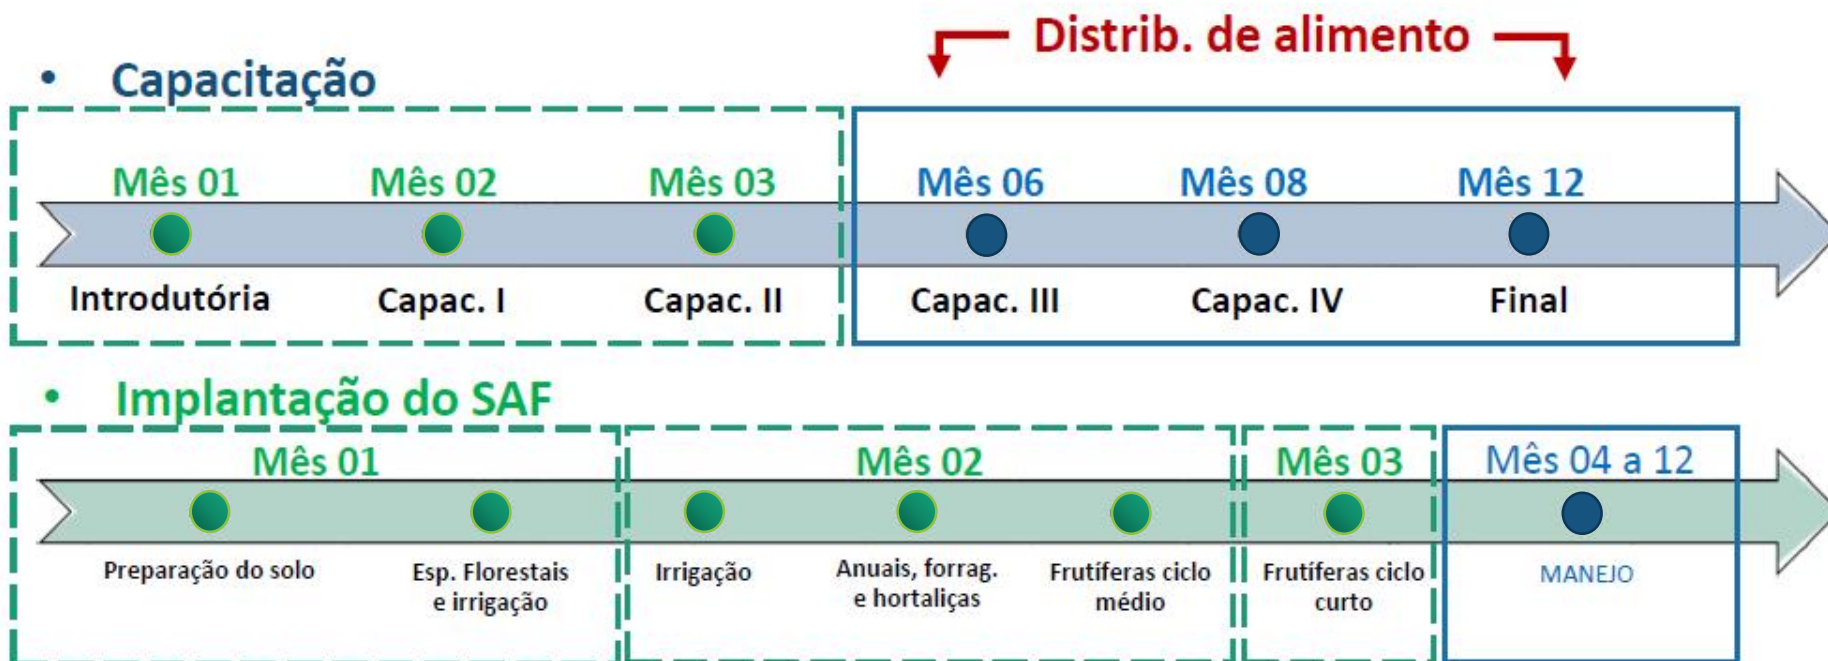 Distrib. de alimento
• Capacitação
Mês 01
Mês 02
Mês 03
Mês 06
Mês 08
Mês 12
Introdutória
Capac. I
Capac. II
Capac. III
Capac. IV
Final
• Implantação do SAF
Mês 01
Mês 02
Mês 03
Mês 04 a 12
Preparação do solo
Esp. Florestais
e irrigação
Irrigação
Anuais, forrag.
e hortaliças
Frutíferas ciclo
médio
Frutíferas ciclo
curto
MANEJO